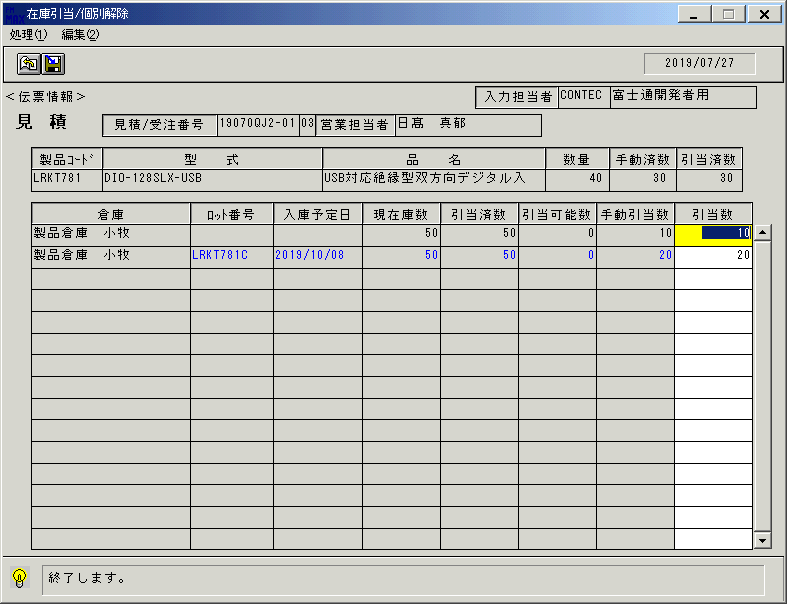 在庫引当/個別解除
処理(1) 編集(2)
2019/07/27
＜伝票情報＞
入力担当者 CONTEC 富士通開発者用
見 積
見積/受注番号 19070QJ2-01 03 営業担当者 日髙 真郁
製品ｺｰﾄﾞ 型 式 品 名 数量 手動済数 引当済数
LRKT781 DIO-128SLX-USB USB対応絶縁型双方向デジタル入 40 30 30
倉庫 ﾛｯﾄ番号 入庫予定日 現在庫数 引当済数 引当可能数 手動引当数 引当数
製品倉庫 小牧 50 50 0 10 10
製品倉庫 小牧 LRKT781C 2019/10/08 50 50 0 20 20
終了します。